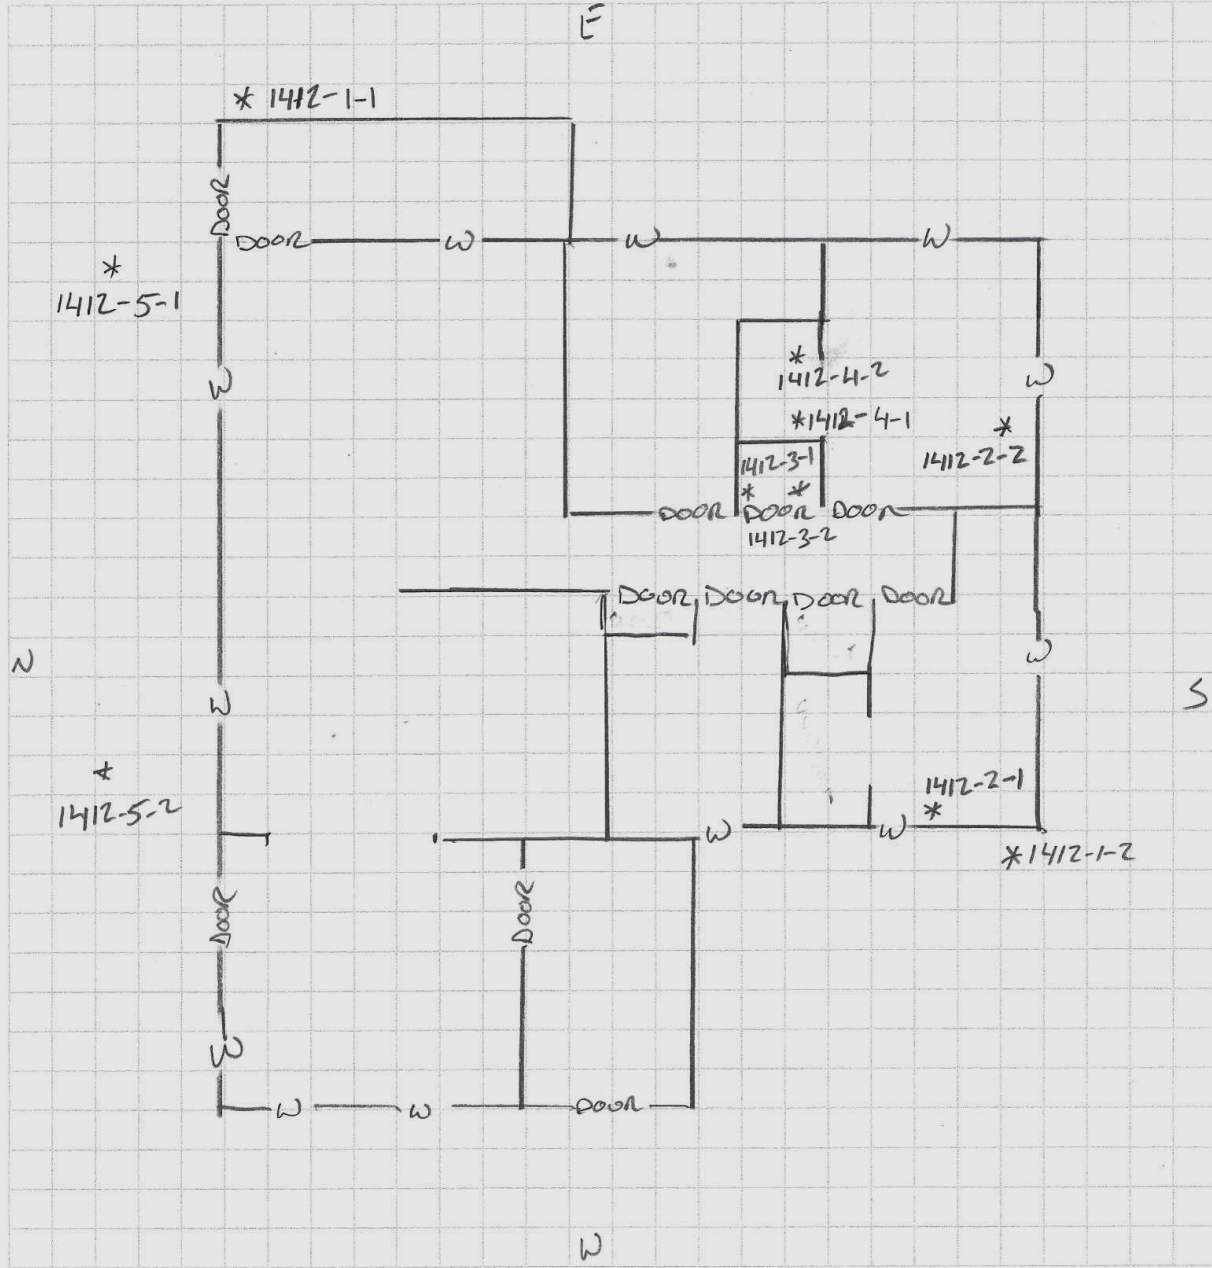 E
* 1412-1-1
DOOR
DOOR W W W
*
1412-5-1
W
*
1412-4-2
W
*1412-4-1
*
1412-2-2
1412-3-1
* *
DOOR DOOR DOOR
1412-3-2
DOOR DOOR DOOR DOOR
N
W
S
W
*
1412-5-2
1412-2-1
*
W W
*1412-1-2
DOOR
DOOR
W
W W DOOR
W